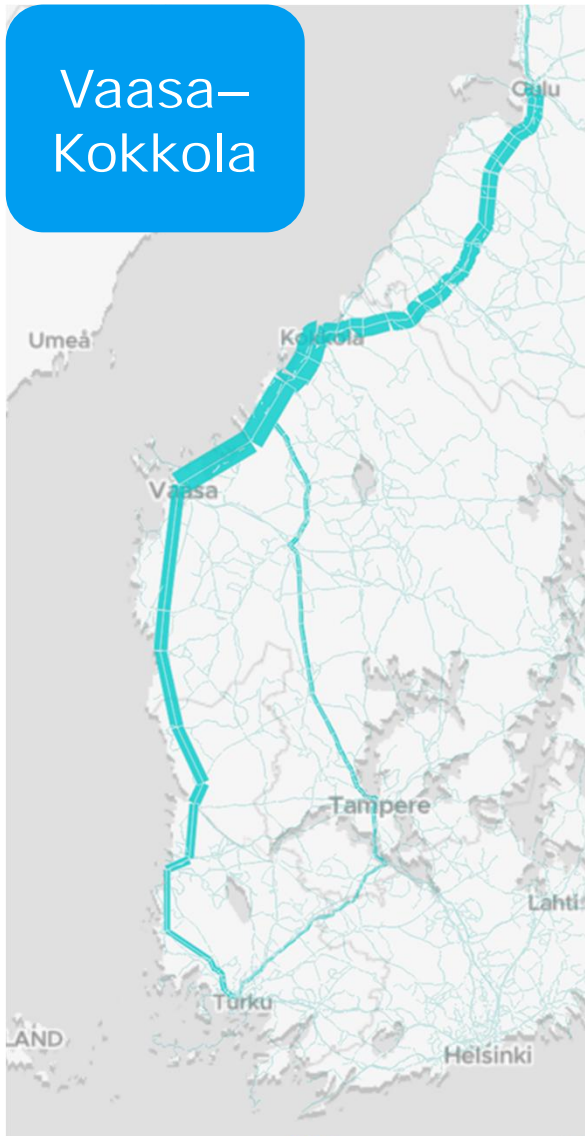 Vaasa–
Kokkola
Oulu
Umeå
Kokkola
Vaasa
Tampere
Lahti
Turku
LAND
Helsinki